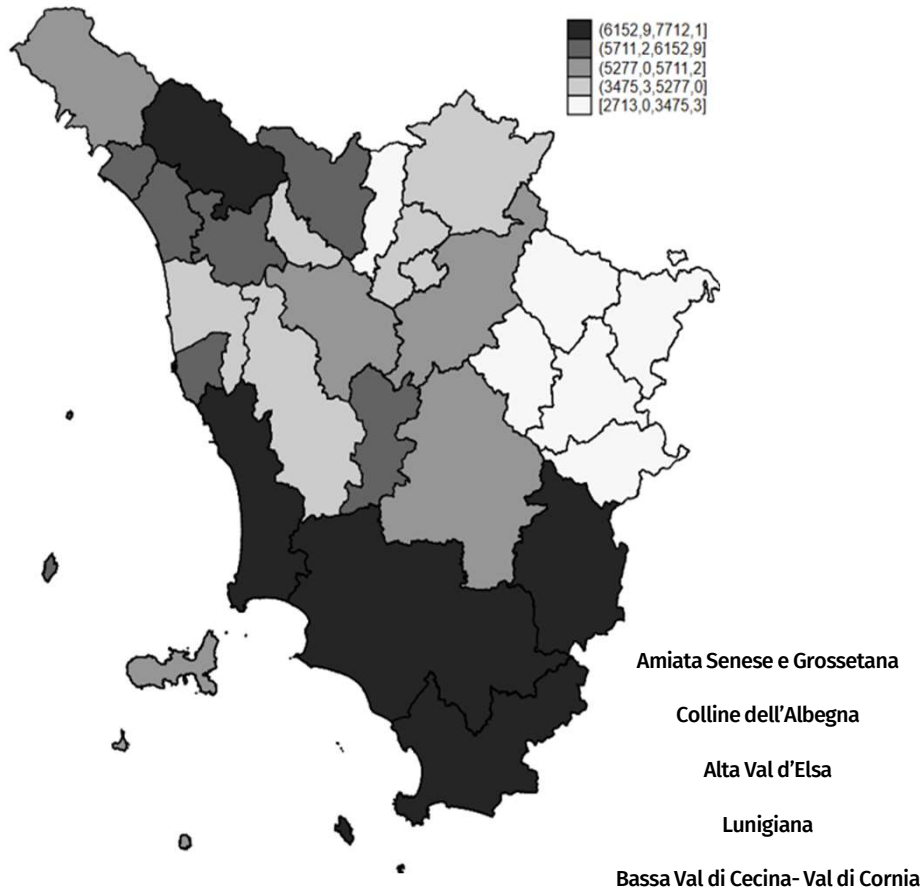 (6152,9,7712,1]
(5711,2,6152,9]
(5277,0,5711,2]
(3475,3,5277,0]
[2713,0,3475,3]
Amiata Senese e Grossetana
Colline dell’Albegna
Alta Val d’Elsa
Lunigiana
Bassa Val di Cecina- Val di Cornia